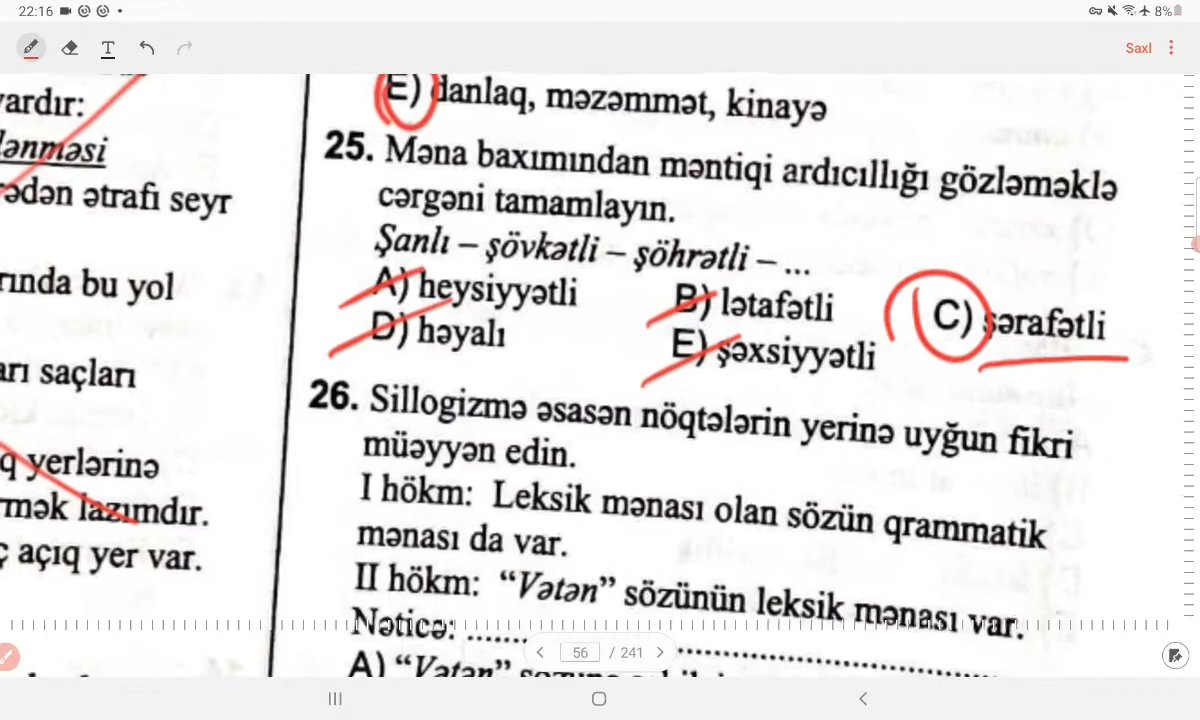 22:16
8%
T
Saxl
vardır:
E) danlaq, məzəmmət, kinayə
25. Məna baxımından məntiqi ardıcıllığı gözləməklə
cərgəni tamamlayın.
ədən ətrafı seyr
Şanlı – şövkətli – şöhrətli – ...
A) heysiyyətli B) lətafətli C) şərafətli
rında bu yol
D) həyalı E) şəxsiyyətli
arı saçları
26. Sillogizmə əsasən nöqtələrin yerinə uyğun fikri
müəyyən edin.
q yerlərinə
I hökm: Leksik mənası olan sözün qrammatik
rmək lazımdır.
mənası da var.
ç açıq yer var.
II hökm: “Vətən” sözünün leksik mənası var.
Nəticə: ..............................
56 / 241
A) “Vətən”